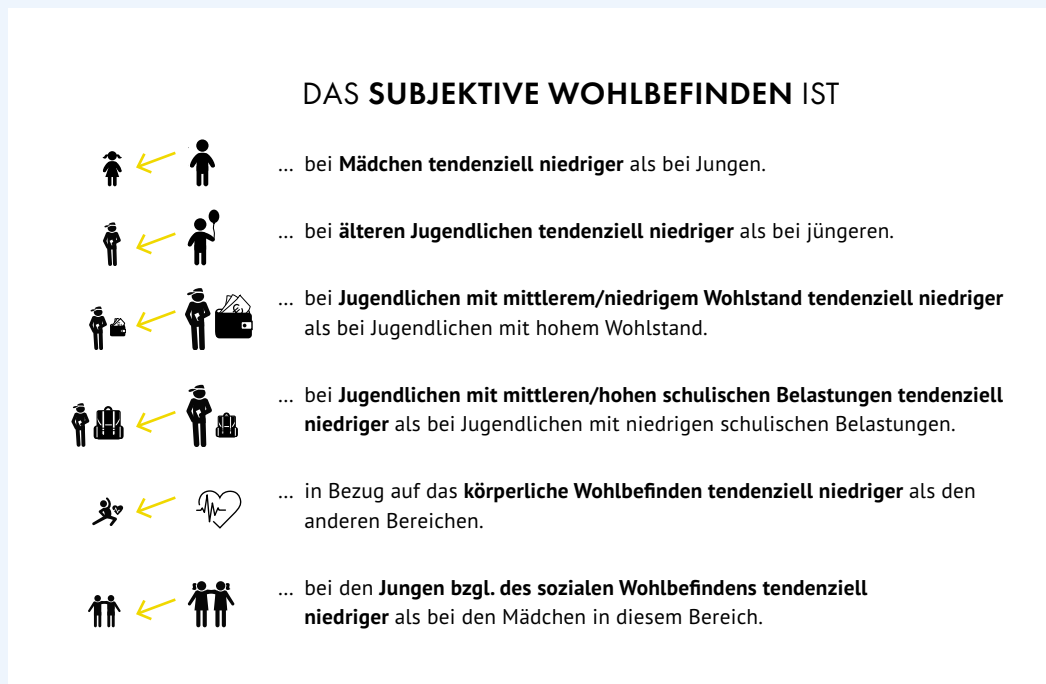 DAS SUBJEKTIVE WOHLBEFINDEN IST
... bei Mädchen tendenziell niedriger als bei Jungen.
... bei älteren Jugendlichen tendenziell niedriger als bei jüngeren.
... bei Jugendlichen mit mittlerem/niedrigem Wohlstand tendenziell niedriger
als bei Jugendlichen mit hohem Wohlstand.
... bei Jugendlichen mit mittleren/hohen schulischen Belastungen tendenziell
niedriger als bei Jugendlichen mit niedrigen schulischen Belastungen.
... in Bezug auf das körperliche Wohlbefinden tendenziell niedriger als den
anderen Bereichen.
... bei den Jungen bzgl. des sozialen Wohlbefindens tendenziell
niedriger als bei den Mädchen in diesem Bereich.